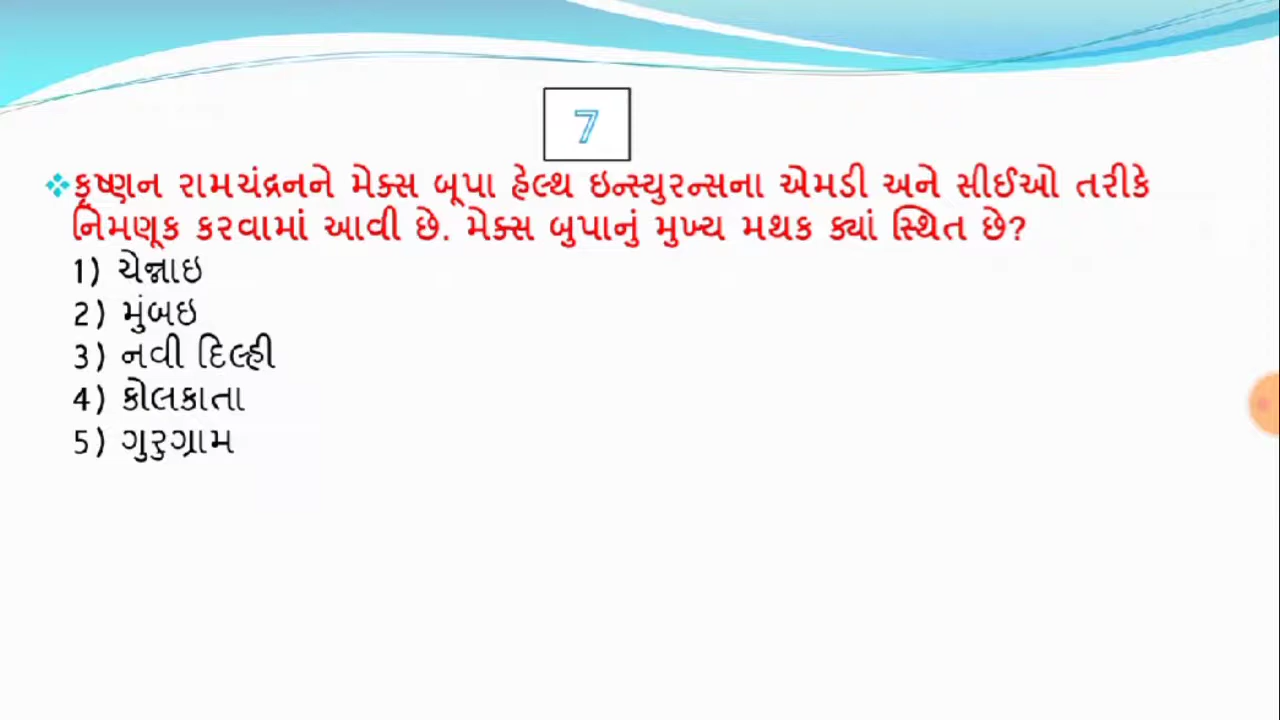 7
❖કૃષ્ણન રામચંદ્રનને મેક્સ બૂપા હેલ્થ ઇન્સ્યુરન્સના એમડી અને સીઈઓ તરીકે
નિમણૂક કરવામાં આવી છે. મેક્સ બુપાનું મુખ્ય મથક ક્યાં સ્થિત છે?
1) ચેન્નાઇ
2) મુંબઇ
3) નવી દિલ્હી
4) કોલકાતા
5) ગુરુગ્રામ